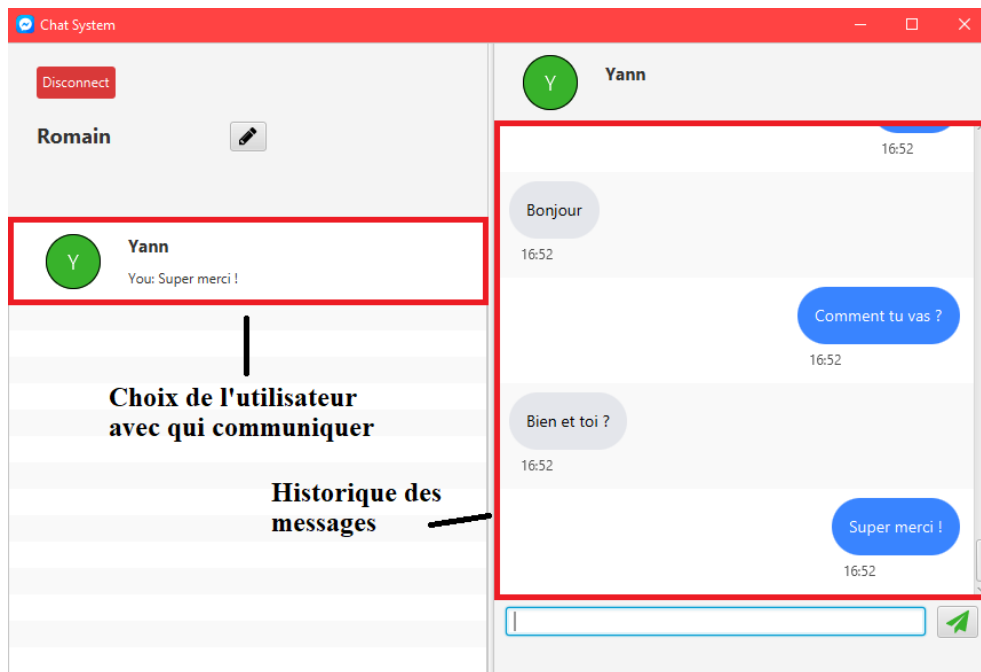 Chat System
Disconnect
Romain
Y
Yann
You: Super merci !
Choix de l'utilisateur
avec qui communiquer
Historique des
messages
Y
Yann
16:52
Bonjour
16:52
Comment tu vas ?
16:52
Bien et toi ?
16:52
Super merci !
16:52